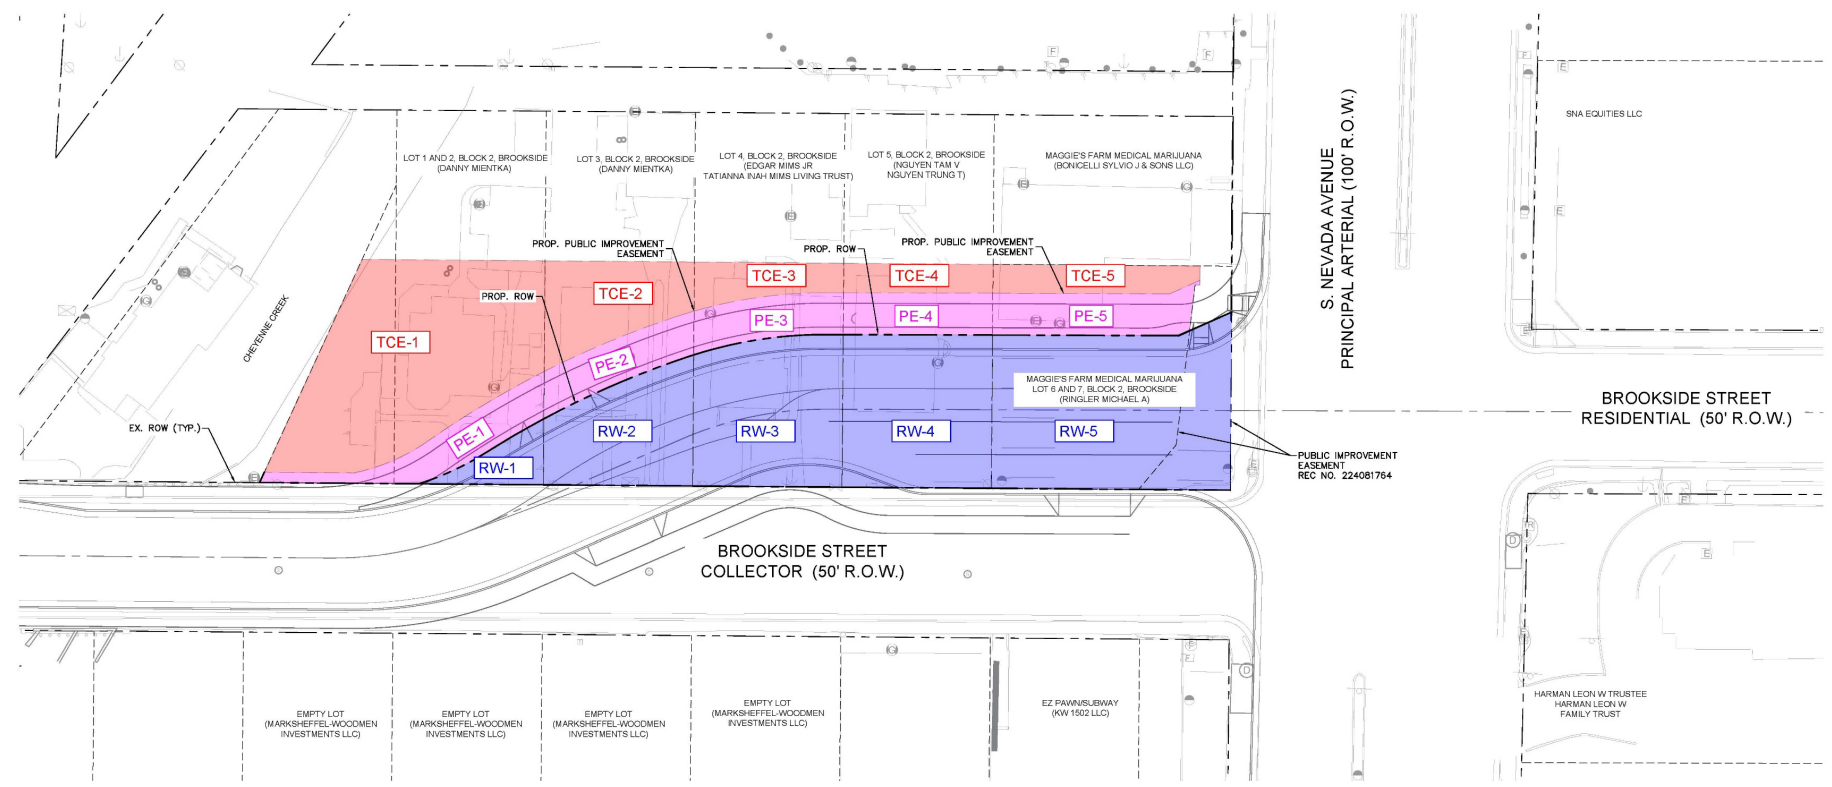 SNA EQUITIES LLC
LOT 1 AND 2, BLOCK 2, BROOKSIDE
(DANNY MIENTKA)
LOT 3, BLOCK 2, BROOKSIDE
(DANNY MIENTKA)
LOT 4, BLOCK 2, BROOKSIDE
(EDGAR MIMS JR
TATIANNA INAH MIMS LIVING TRUST)
LOT 5, BLOCK 2, BROOKSIDE
(NGUYEN TAM V
NGUYEN TRUNG T)
MAGGIE'S FARM MEDICAL MARIJUANA
(BONICELLI SYLVIO J & SONS LLC)
S. NEVADA AVENUE
PRINCIPAL ARTERIAL (100' R.O.W.)
PROP. PUBLIC IMPROVEMENT
EASEMENT
PROP. ROW
PROP. PUBLIC IMPROVEMENT
EASEMENT
TCE-3
TCE-4
TCE-5
PROP. ROW
TCE-2
PE-3
PE-4
PE-5
CHEYENNE CREEK
TCE-1
PE-2
MAGGIE'S FARM MEDICAL MARIJUANA
LOT 6 AND 7, BLOCK 2, BROOKSIDE
(RINGLER MICHAEL A)
BROOKSIDE STREET
RESIDENTIAL (50' R.O.W.)
EX. ROW (TYP.)
PE-1
RW-2
RW-3
RW-4
RW-5
RW-1
PUBLIC IMPROVEMENT
EASEMENT
REC NO. 224081764
BROOKSIDE STREET
COLLECTOR (50' R.O.W.)
EMPTY LOT
(MARKSHEFFEL-WOODMEN
INVESTMENTS LLC)
EMPTY LOT
(MARKSHEFFEL-WOODMEN
INVESTMENTS LLC)
EMPTY LOT
(MARKSHEFFEL-WOODMEN
INVESTMENTS LLC)
EMPTY LOT
(MARKSHEFFEL-WOODMEN
INVESTMENTS LLC)
EZ PAWN/SUBWAY
(KW 1502 LLC)
HARMAN LEON W TRUSTEE
HARMAN LEON W
FAMILY TRUST